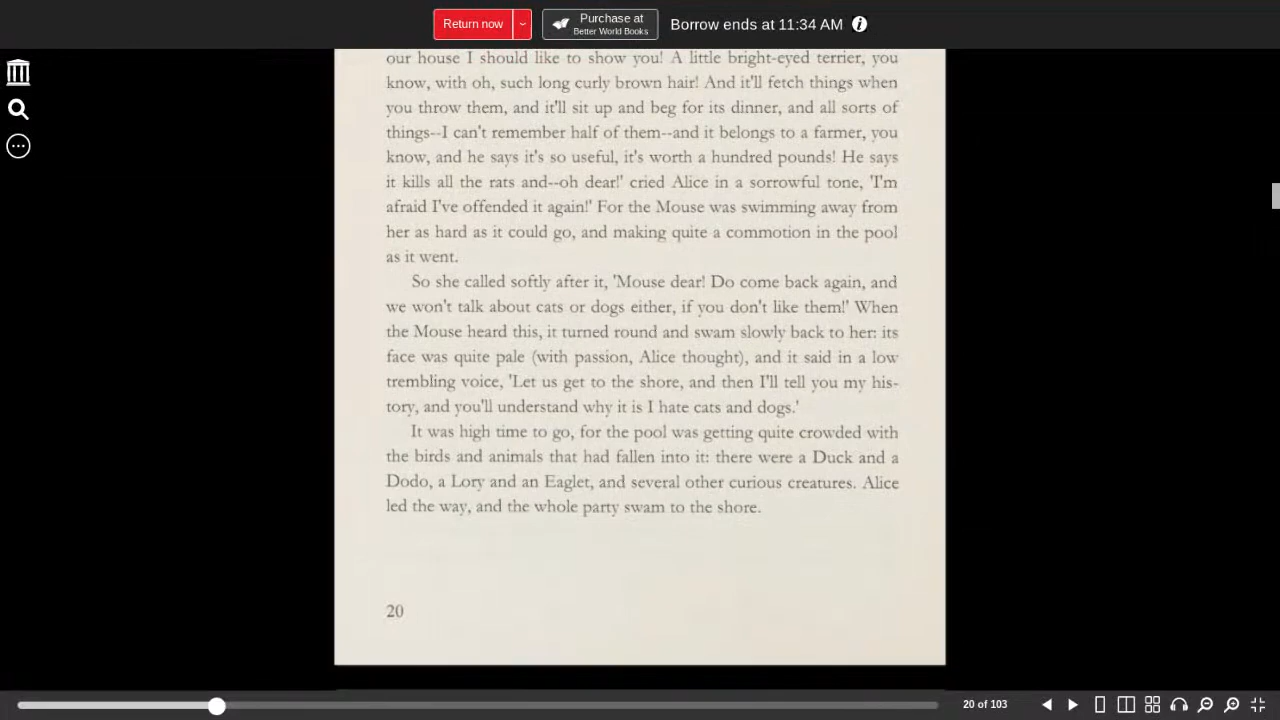 Return now
Purchase at
Better World Books
Borrow ends at 11:34 AM
our house I should like to show you! A little bright-eyed terrier, you
know, with oh, such long curly brown hair! And it'll fetch things when
you throw them, and it'll sit up and beg for its dinner, and all sorts of
things--I can't remember half of them--and it belongs to a farmer, you
know, and he says it's so useful, it's worth a hundred pounds! He says
it kills all the rats and--oh dear!' cried Alice in a sorrowful tone, 'I'm
afraid I've offended it again!' For the Mouse was swimming away from
her as hard as it could go, and making quite a commotion in the pool
as it went.
So she called softly after it, 'Mouse dear! Do come back again, and
we won't talk about cats or dogs either, if you don't like them!' When
the Mouse heard this, it turned round and swam slowly back to her: its
face was quite pale (with passion, Alice thought), and it said in a low
trembling voice, 'Let us get to the shore, and then I'll tell you my his-
tory, and you'll understand why it is I hate cats and dogs.'
It was high time to go, for the pool was getting quite crowded with
the birds and animals that had fallen into it: there were a Duck and a
Dodo, a Lory and an Eaglet, and several other curious creatures. Alice
led the way, and the whole party swam to the shore.
20
20 of 103